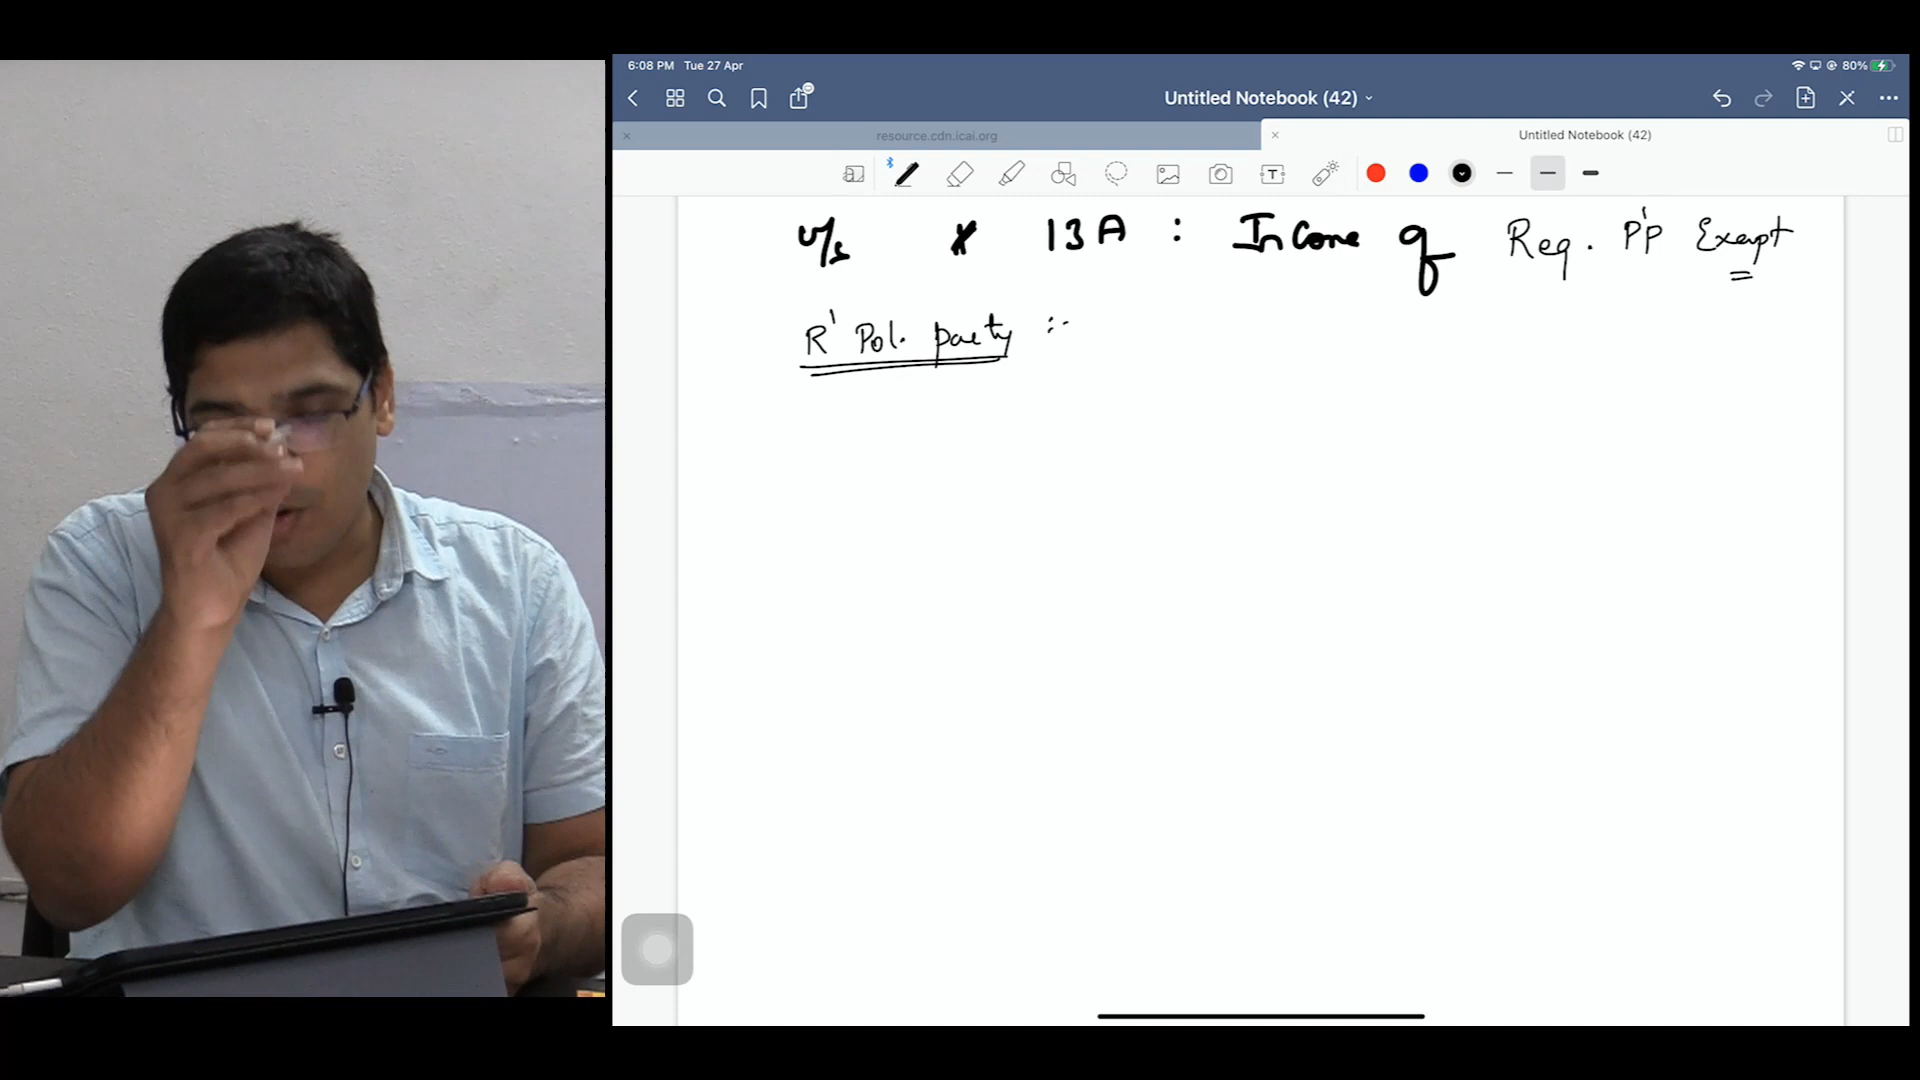 6:08 PM Tue 27 Apr
80%
Untitled Notebook (42)
resource.cdn.icai.org
Untitled Notebook (42)
T
u/s * 13A : InCome of Reg. P'P Exempt
R' Pol. party :-